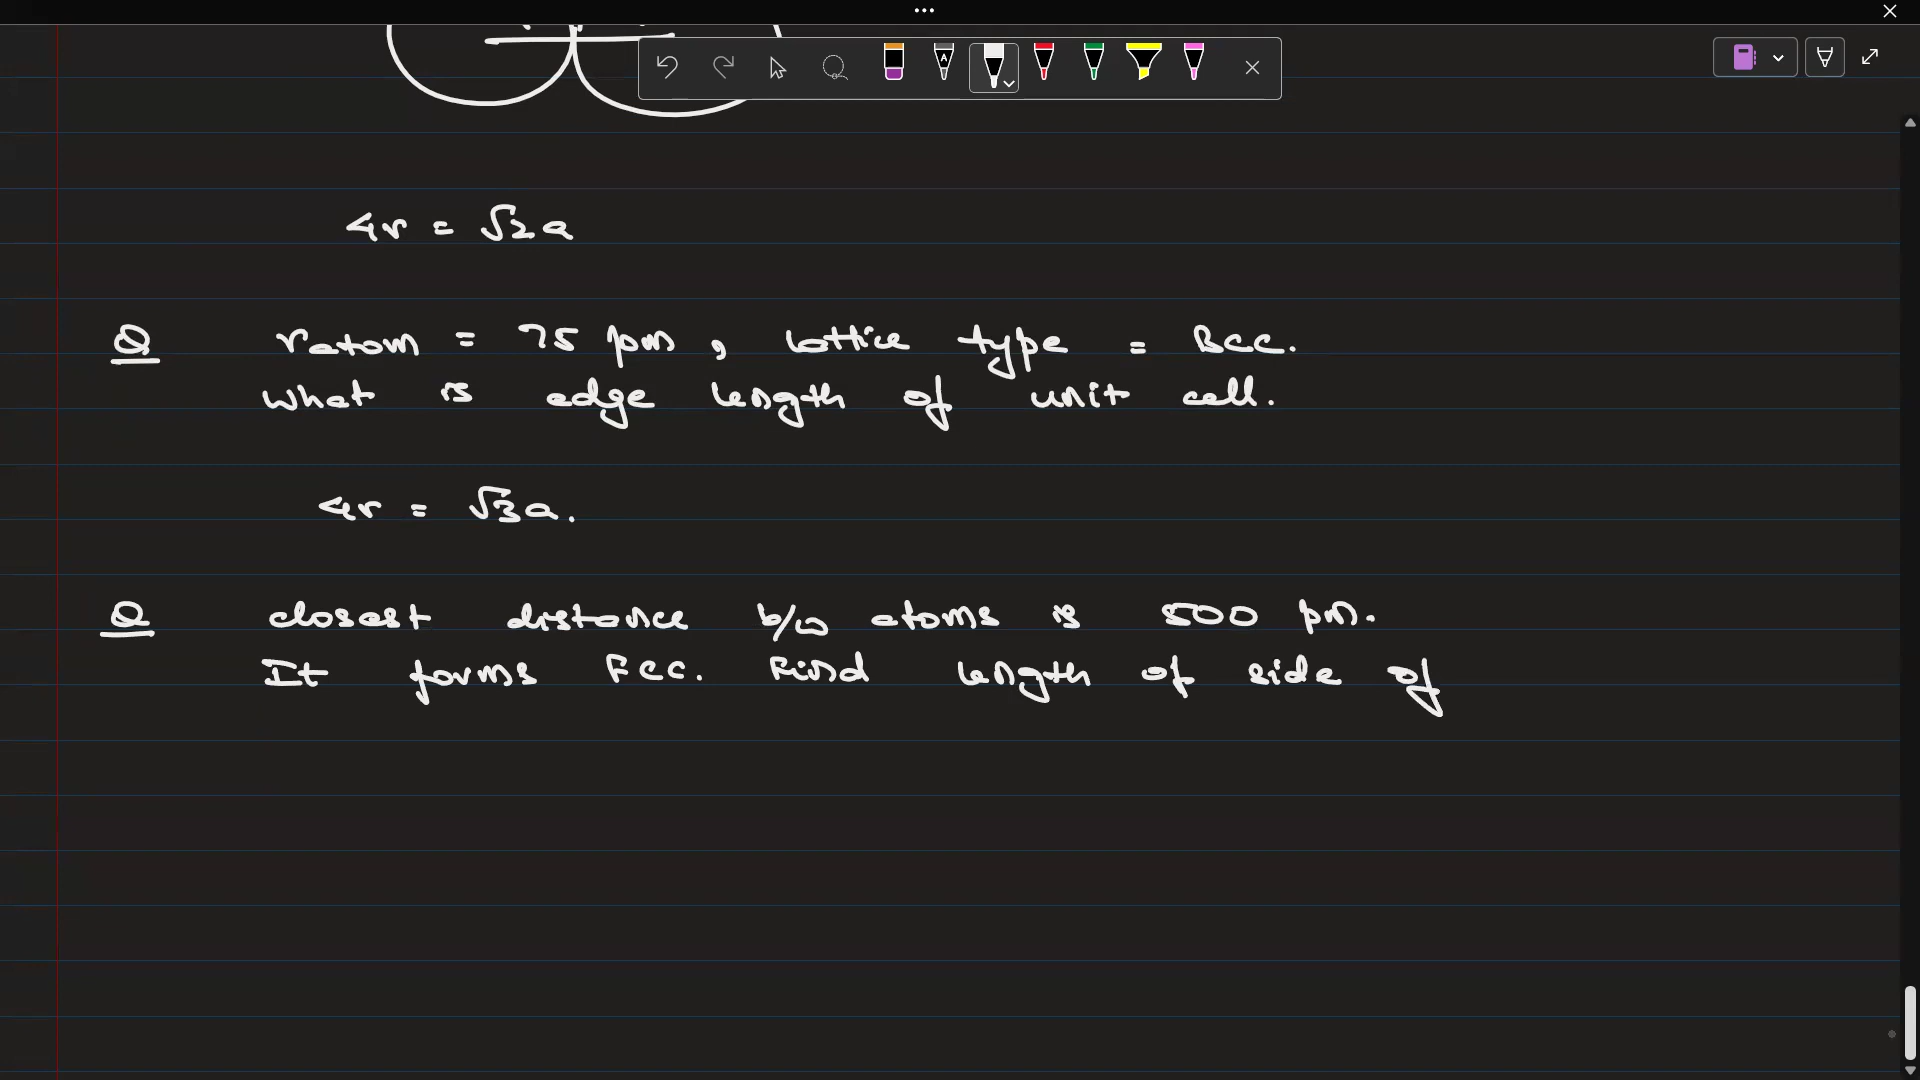 4r = √2a
Q ratom = 75 pm, lattice type = BCC.
What is edge length of unit cell.
4r = √3a.
Q closest distance b/w atoms is 500 pm.
It forms FCC. Find length of side of